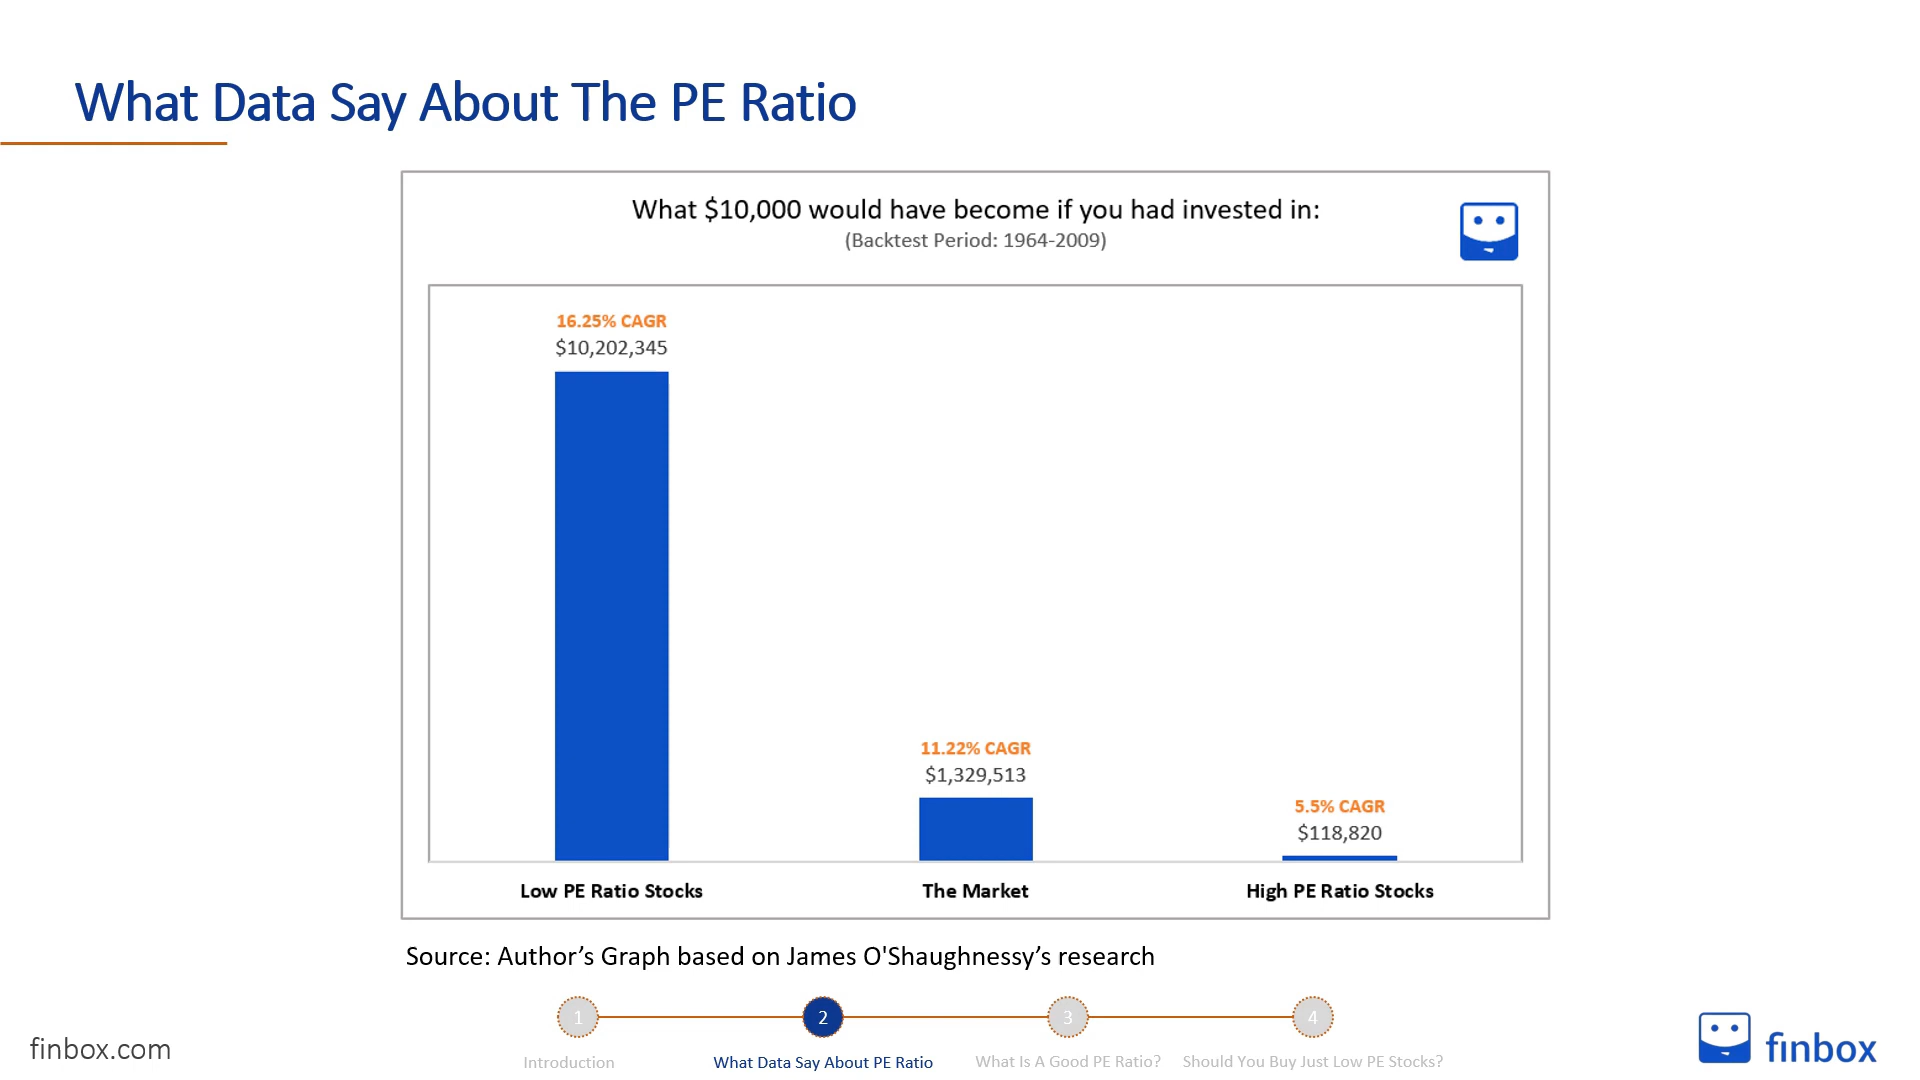 What Data Say About The PE Ratio
What $10,000 would have become if you had invested in:
(Backtest Period: 1964-2009)
16.25% CAGR
$10,202,345
11.22% CAGR
$1,329,513
5.5% CAGR
$118,820
Low PE Ratio Stocks
The Market
High PE Ratio Stocks
Source: Author’s Graph based on James O'Shaughnessy’s research
1
2
3
4
Introduction
What Data Say About PE Ratio
What Is A Good PE Ratio?
Should You Buy Just Low PE Stocks?
finbox.com
finbox